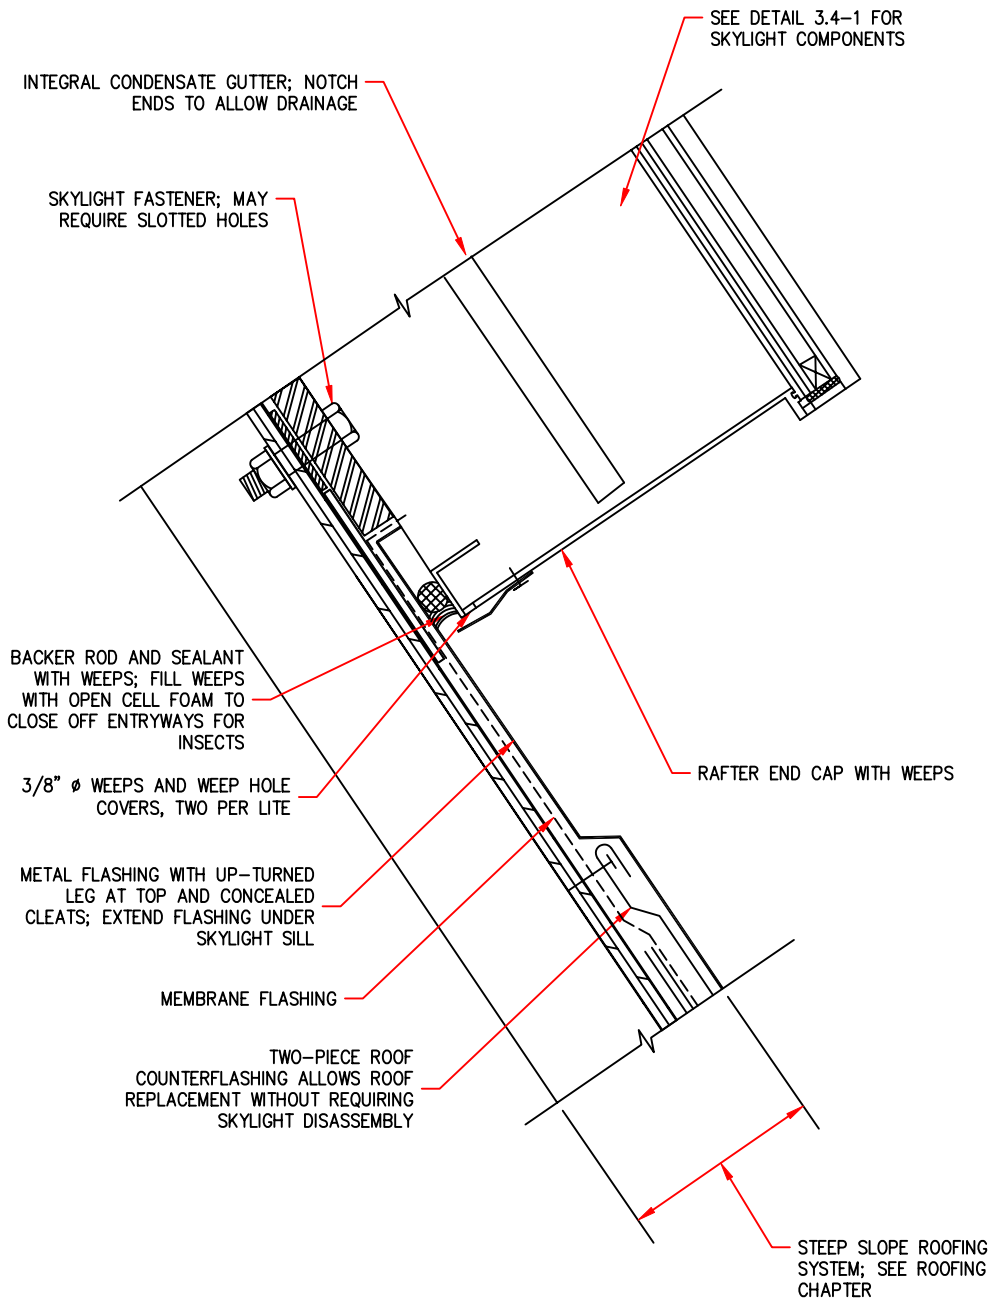 SEE DETAIL 3.4-1 FOR
SKYLIGHT COMPONENTS
INTEGRAL CONDENSATE GUTTER; NOTCH
ENDS TO ALLOW DRAINAGE
SKYLIGHT FASTENER; MAY
REQUIRE SLOTTED HOLES
BACKER ROD AND SEALANT
WITH WEEPS; FILL WEEPS
WITH OPEN CELL FOAM TO
CLOSE OFF ENTRYWAYS FOR
INSECTS
3/8" ø WEEPS AND WEEP HOLE
COVERS, TWO PER LITE
RAFTER END CAP WITH WEEPS
METAL FLASHING WITH UP-TURNED
LEG AT TOP AND CONCEALED
CLEATS; EXTEND FLASHING UNDER
SKYLIGHT SILL
MEMBRANE FLASHING
TWO-PIECE ROOF
COUNTERFLASHING ALLOWS ROOF
REPLACEMENT WITHOUT REQUIRING
SKYLIGHT DISASSEMBLY
STEEP SLOPE ROOFING
SYSTEM; SEE ROOFING
CHAPTER